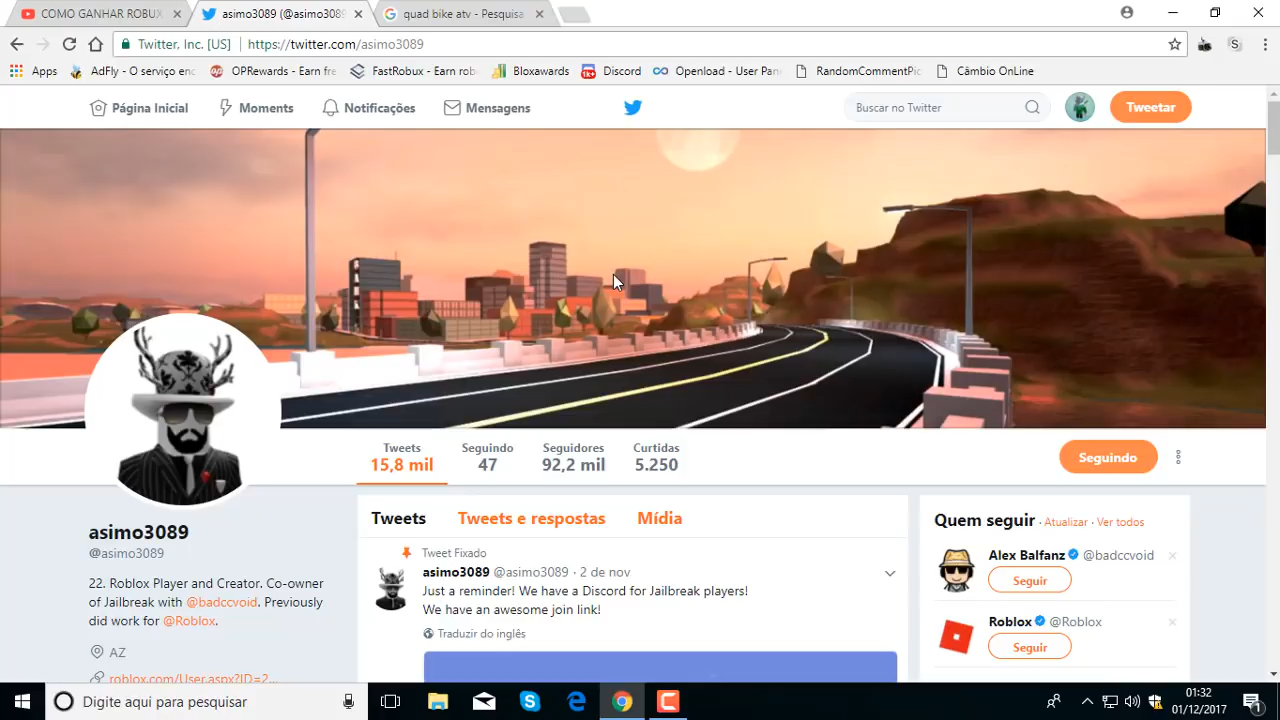 COMO GANHAR ROBUX
asimo3089 (@asimo3089
quad bike atv - Pesquisa
Twitter, Inc. [US] https://twitter.com/asimo3089
Apps AdFly - O serviço enc OPRewards - Earn fre FastRobux - Earn rob Bloxawards Discord Openload - User Pan RandomCommentPic Câmbio OnLine
Página Inicial Moments Notificações Mensagens Buscar no Twitter Tweetar
Tweets Seguindo Seguidores Curtidas
15,8 mil 47 92,2 mil 5.250
Seguindo
asimo3089
@asimo3089
22. Roblox Player and Creator. Co-owner
of Jailbreak with @badccvoid. Previously
did work for @Roblox.
AZ
roblox.com/User.aspx?ID=2...
Tweets Tweets e respostas Mídia
Tweet Fixado
asimo3089 @asimo3089 · 2 de nov
Just a reminder! We have a Discord for Jailbreak players!
We have an awesome join link!
Traduzir do inglês
Quem seguir · Atualizar · Ver todos
Alex Balfanz @badccvoid
Seguir
Roblox @Roblox
Seguir
Digite aqui para pesquisar
01:32
01/12/2017